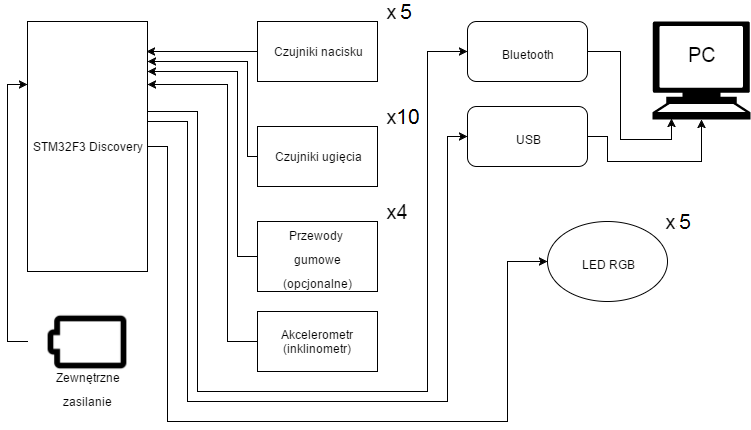 x 5
Czujniki nacisku
Bluetooth
PC
x10
STM32F3 Discovery
Czujniki ugięcia
USB
x4
Przewody
gumowe
(opcjonalne)
x 5
LED RGB
Akcelerometr
(inklinometr)
Zewnętrzne
zasilanie